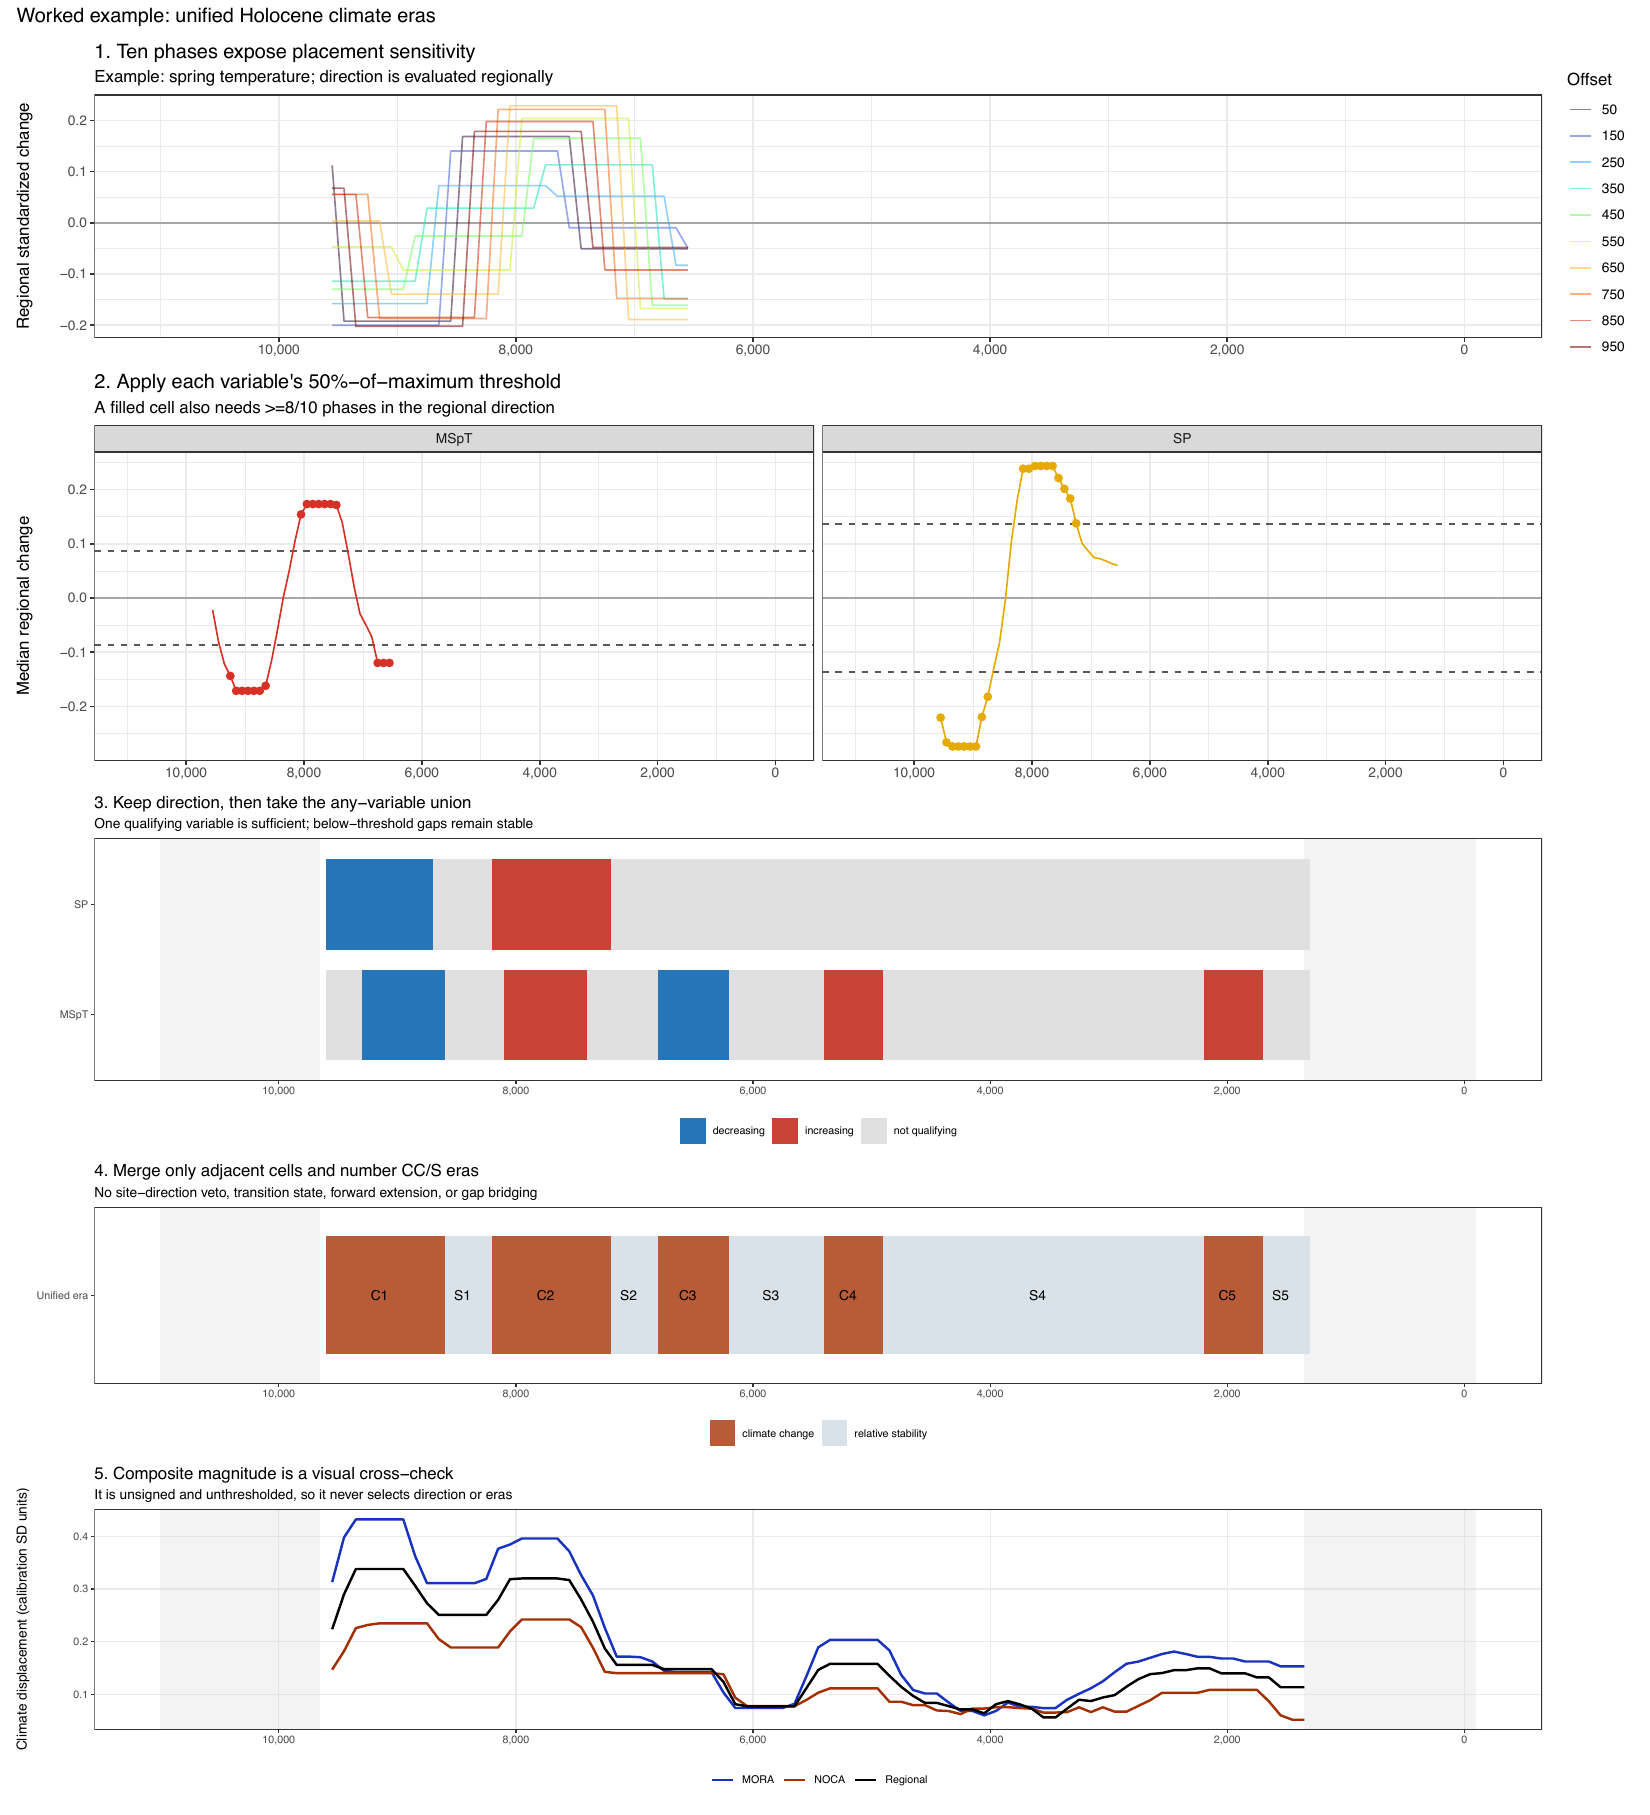 Worked example: unified Holocene climate eras
1. Ten phases expose placement sensitivity
Example: spring temperature; direction is evaluated regionally
Regional standardized change
0.2
0.1
0.0
−0.1
−0.2
10,000 8,000 6,000 4,000 2,000 0
Offset
50
150
250
350
450
550
650
750
850
950
2. Apply each variable's 50%−of−maximum threshold
A filled cell also needs >=8/10 phases in the regional direction
MSpT SP
Median regional change
0.2
0.1
0.0
−0.1
−0.2
10,000 8,000 6,000 4,000 2,000 0 10,000 8,000 6,000 4,000 2,000 0
3. Keep direction, then take the any−variable union
One qualifying variable is sufficient; below−threshold gaps remain stable
SP
MSpT
10,000 8,000 6,000 4,000 2,000 0
decreasing increasing not qualifying
4. Merge only adjacent cells and number CC/S eras
No site−direction veto, transition state, forward extension, or gap bridging
Unified era C1 S1 C2 S2 C3 S3 C4 S4 C5 S5
10,000 8,000 6,000 4,000 2,000 0
climate change relative stability
5. Composite magnitude is a visual cross−check
It is unsigned and unthresholded, so it never selects direction or eras
Climate displacement (calibration SD units)
0.4
0.3
0.2
0.1
10,000 8,000 6,000 4,000 2,000 0
MORA NOCA Regional